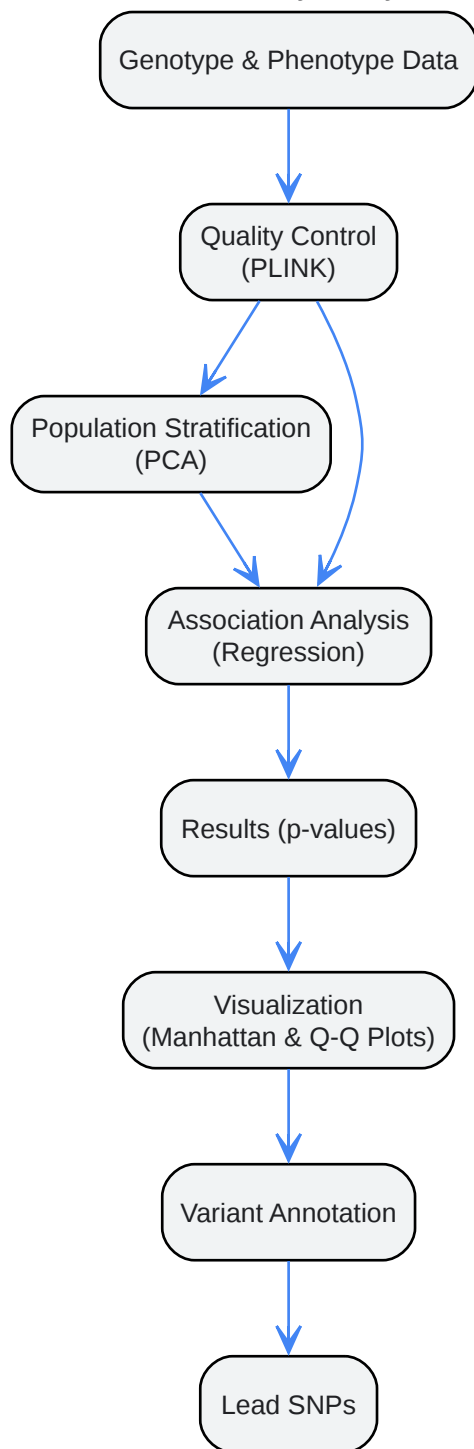 Genotype & Phenotype Data
Quality Control
(PLINK)
Population Stratification
(PCA)
Association Analysis
(Regression)
Results (p-values)
Visualization
(Manhattan & Q-Q Plots)
Variant Annotation
Lead SNPs